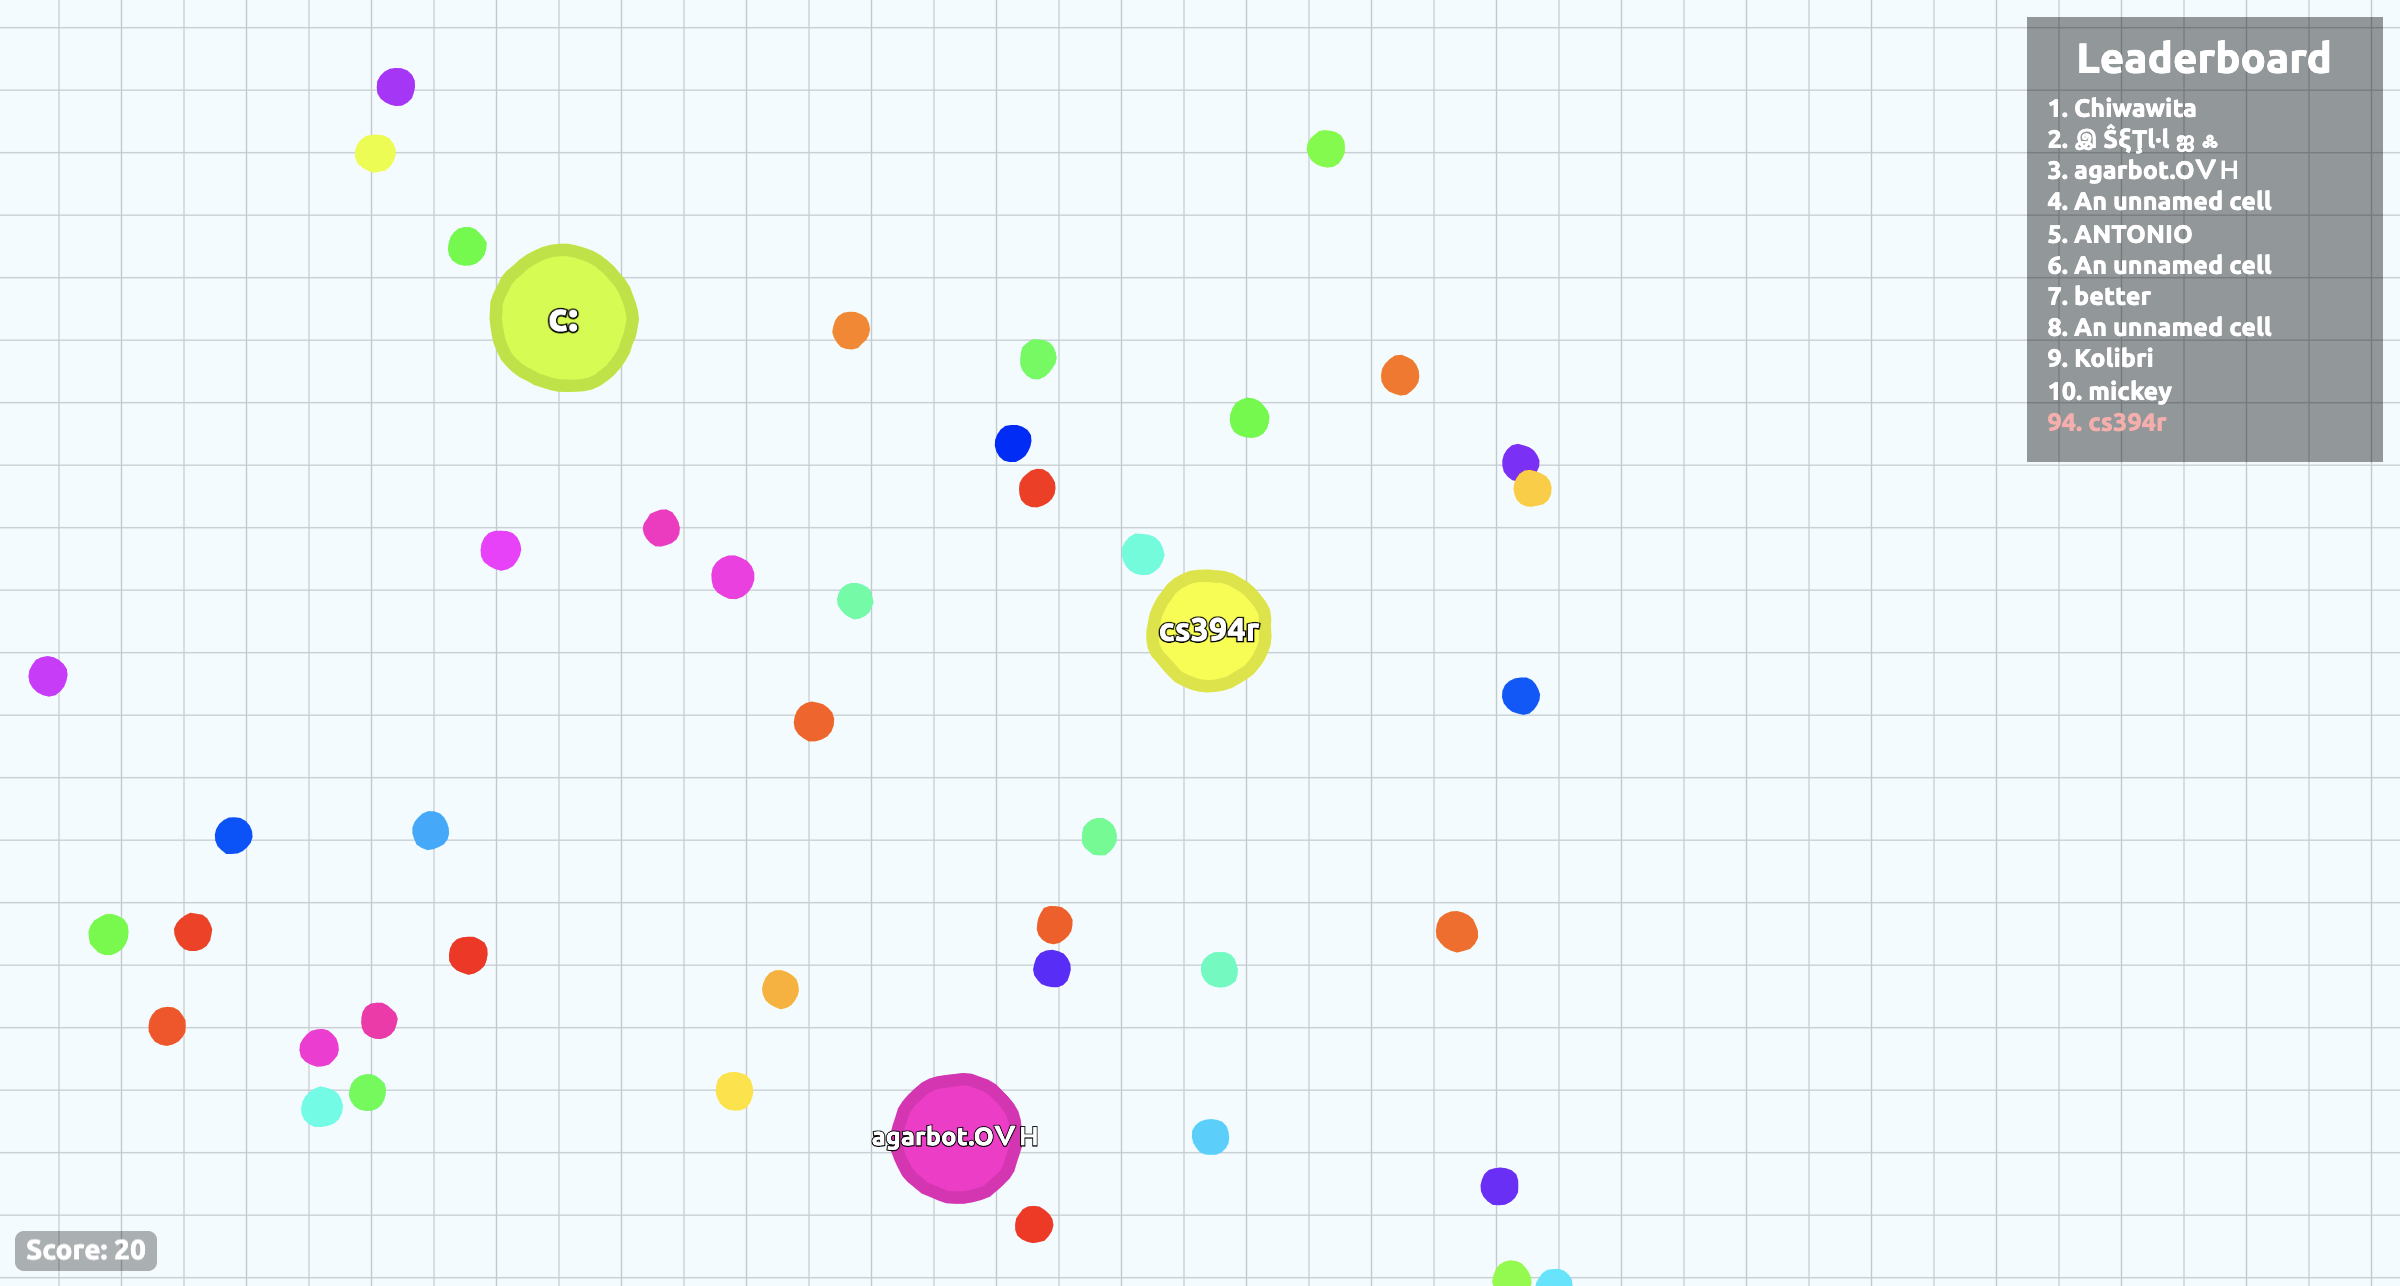 Leaderboard
1. Chiwawita
3. agarbot.OVH
4. An unnamed cell
5. ANTONIO
6. An unnamed cell
7. better
8. An unnamed cell
9. Kolibri
10. mickey
94. cs394r
c:
cs394r
agarbot.OVH
Score: 20